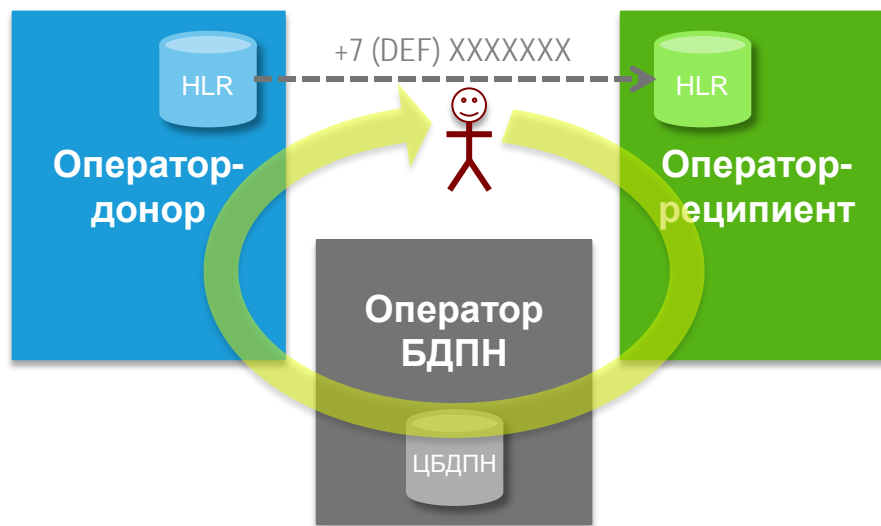 +7 (DEF) XXXXXXX
HLR
HLR
Оператор-
донор
Оператор-
реципиент
Оператор
БДПН
ЦБДПН